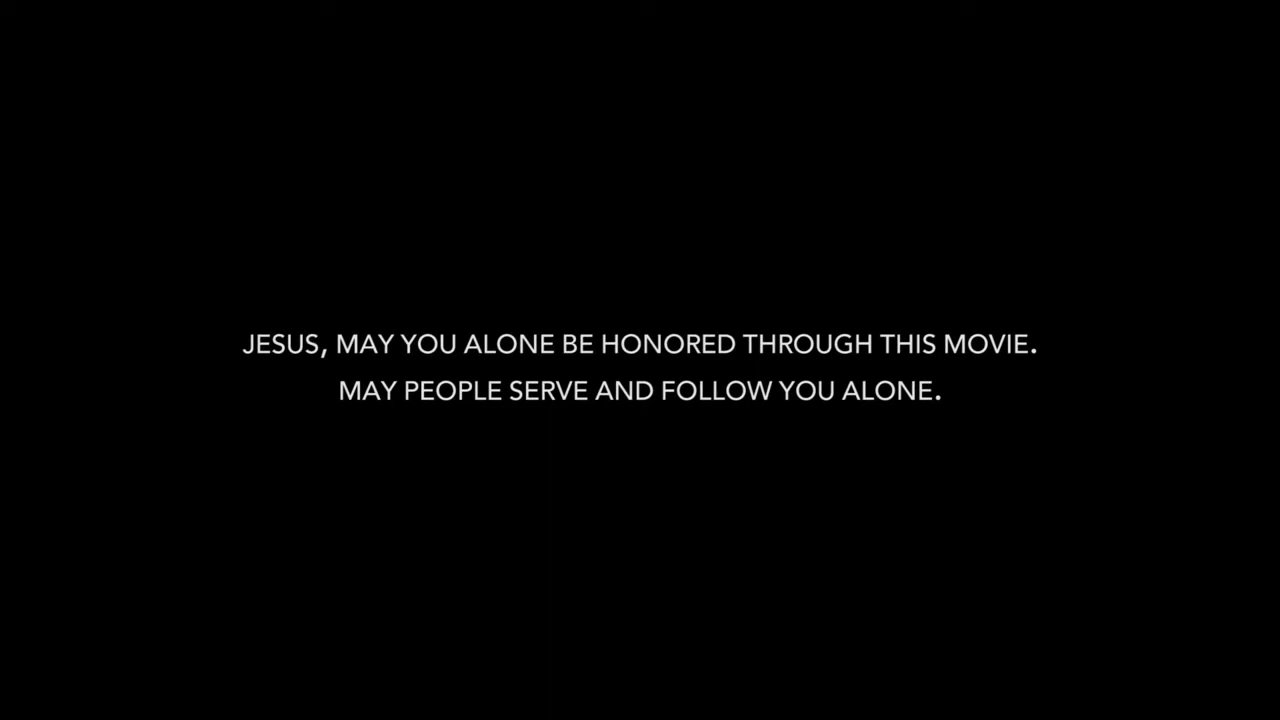 JESUS, MAY YOU ALONE BE HONORED THROUGH THIS MOVIE.
MAY PEOPLE SERVE AND FOLLOW YOU ALONE.